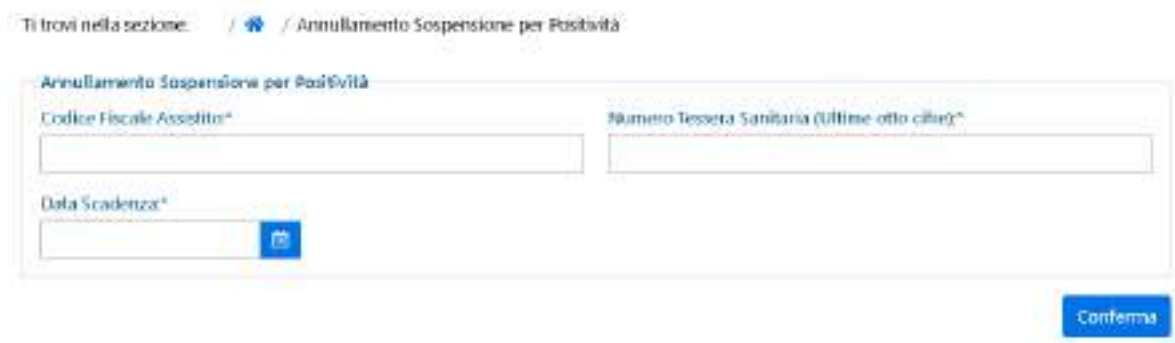 Ti trovi nella sezione: / / Annullamento Sospensione per Positività
Annullamento Sospensione per Positività
Codice Fiscale Assistito:*
Numero Tessera Sanitaria (Ultime otto cifre):*
Data Scadenza:*
Conferma